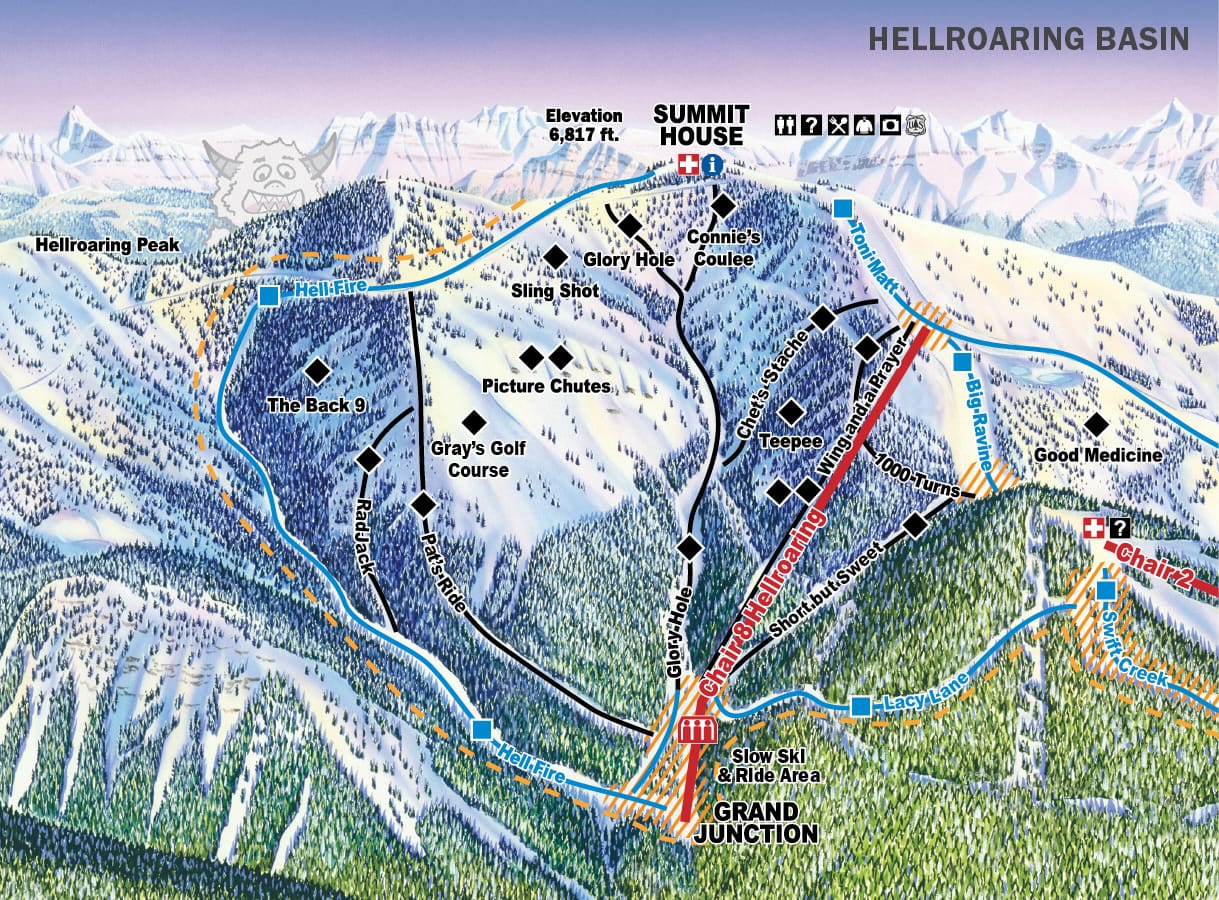 HELLROARING BASIN
Elevation
6,817 ft.
SUMMIT
HOUSE
?
UAS
i
Hellroaring Peak
Hell Fire
Sling Shot
Glory Hole
Connie's
Coulee
Toni Matt
The Back 9
Picture Chutes
Gray's Golf
Course
Chet's 'Stache
Teepee
Wing and a Prayer
Big Ravine
Good Medicine
1000 Turns
RadJack
Pat's Ride
Glory Hole
Chair 8 Hellroaring
Short but Sweet
?
Chair 2
Swift Creek
Lacy Lane
Hell Fire
Slow Ski
& Ride Area
GRAND
JUNCTION